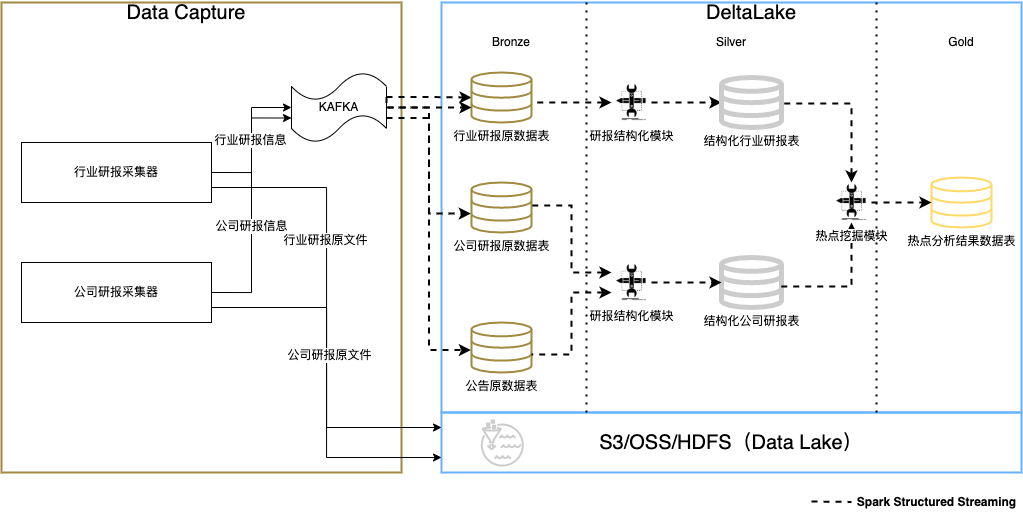 Data Capture
DeltaLake
Bronze
Silver
Gold
KAFKA
行业研报信息
行业研报采集器
公司研报信息
行业研报原文件
公司研报采集器
公司研报原文件
行业研报原数据表
研报结构化模块
结构化行业研报表
公司研报原数据表
热点挖掘模块
热点分析结果数据表
研报结构化模块
结构化公司研报表
公告原数据表
S3/OSS/HDFS（Data Lake）
Spark Structured Streaming